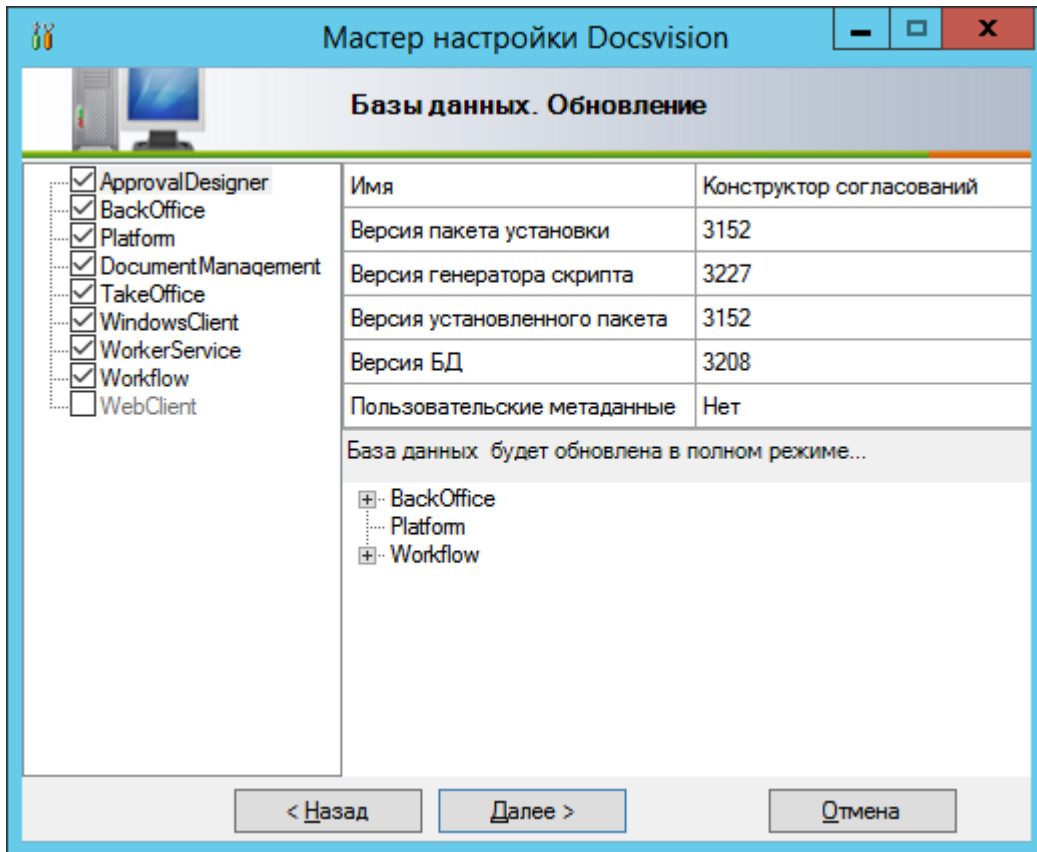 Мастер настройки Docsvision
Базы данных. Обновление
ApprovalDesigner
BackOffice
Platform
DocumentManagement
TakeOffice
WindowsClient
WorkerService
Workflow
WebClient
Имя Конструктор согласований
Версия пакета установки 3152
Версия генератора скрипта 3227
Версия установленного пакета 3152
Версия БД 3208
Пользовательские метаданные Нет
База данных будет обновлена в полном режиме...
BackOffice
Platform
Workflow
< Назад Далее > Отмена